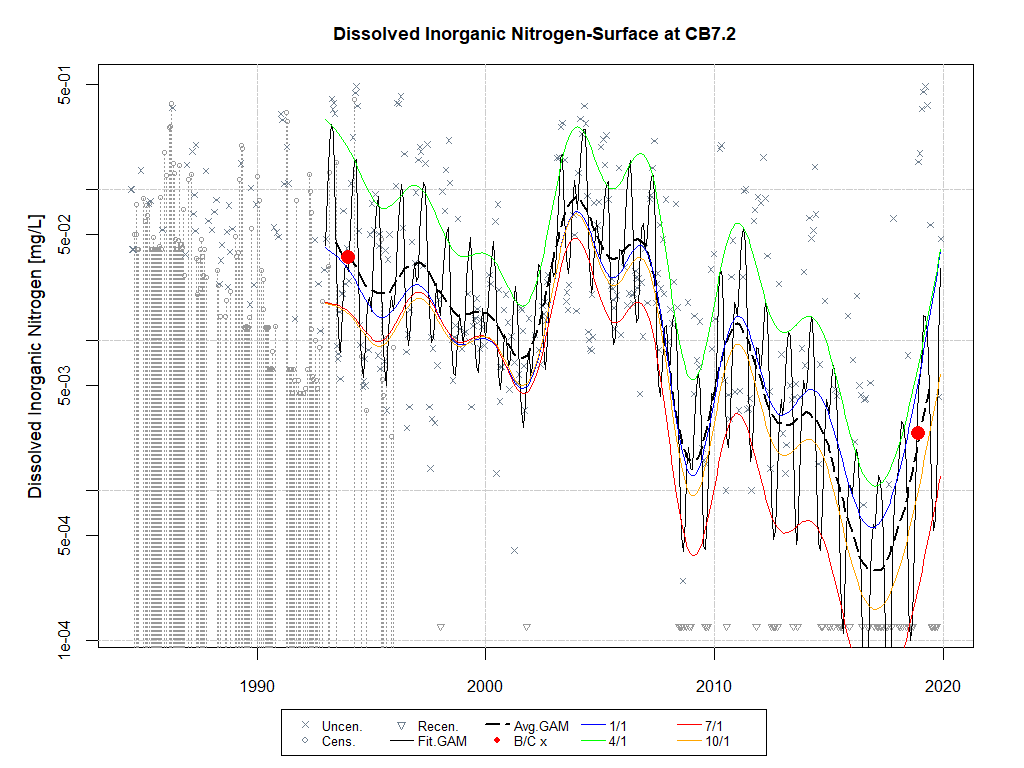 Dissolved Inorganic Nitrogen-Surface at CB7.2
Dissolved Inorganic Nitrogen [mg/L]
5e-01
5e-02
5e-03
5e-04
1e-04
1990 2000 2010 2020
Uncen. Recen. Avg.GAM 1/1 7/1
Cens. Fit.GAM B/C x 4/1 10/1